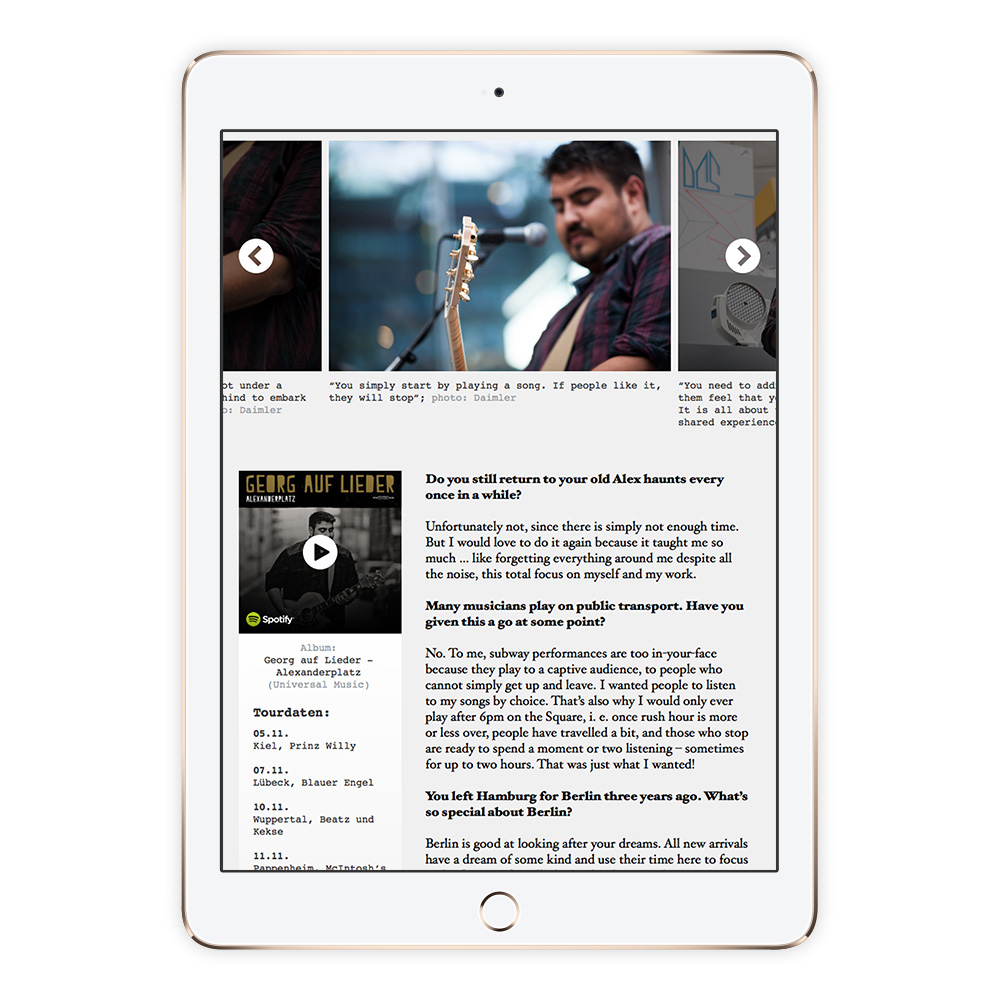 ot under a
hind to embark
o: Daimler
“You simply start by playing a song. If people like it,
they will stop”; photo: Daimler
“You need to add
them feel that y
It is all about
shared experienc
GEORG AUF LIEDER
ALEXANDERPLATZ
Spotify
Album:
Georg auf Lieder –
Alexanderplatz
(Universal Music)
Tourdaten:
05.11.
Kiel, Prinz Willy
07.11.
Lübeck, Blauer Engel
10.11.
Wuppertal, Beatz und
Kekse
11.11.
Pappenheim, McIntosh’s
Do you still return to your old Alex haunts every
once in a while?
Unfortunately not, since there is simply not enough time.
But I would love to do it again because it taught me so
much ... like forgetting everything around me despite all
the noise, this total focus on myself and my work.
Many musicians play on public transport. Have you
given this a go at some point?
No. To me, subway performances are too in-your-face
because they play to a captive audience, to people who
cannot simply get up and leave. I wanted people to listen
to my songs by choice. That’s also why I would only ever
play after 6pm on the Square, i. e. once rush hour is more
or less over, people have travelled a bit, and those who stop
are ready to spend a moment or two listening – sometimes
for up to two hours. That was just what I wanted!
You left Hamburg for Berlin three years ago. What’s
so special about Berlin?
Berlin is good at looking after your dreams. All new arrivals
have a dream of some kind and use their time here to focus